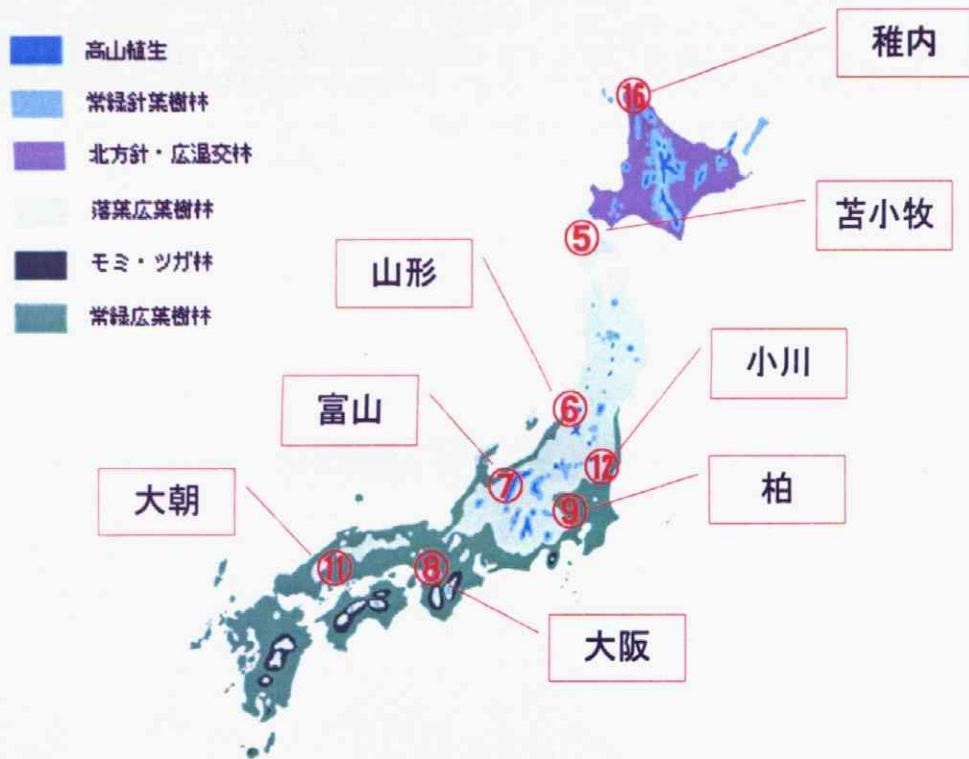 高山植生
常緑針葉樹林
北方針・広混交林
落葉広葉樹林
モミ・ツガ林
常緑広葉樹林
稚内
⑯
苫小牧
⑤
山形
小川
⑥
富山
⑫
⑦
柏
大朝
⑨
⑪
⑧
大阪